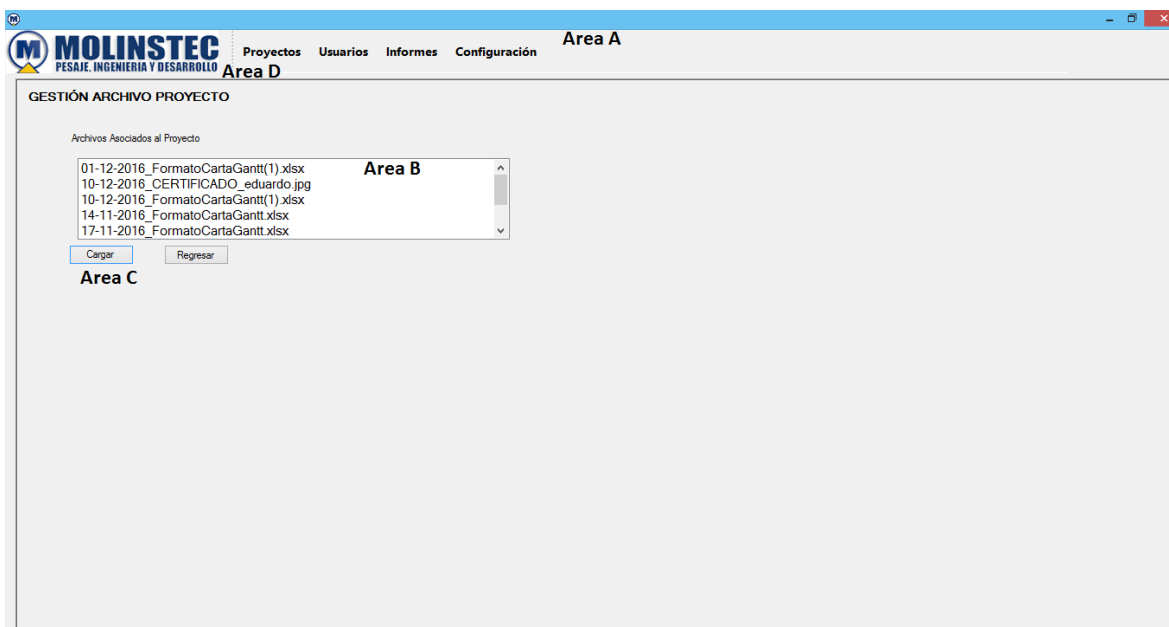 M
M MOLINSTEC
PESAJE, INGENIERIA Y DESARROLLO
Proyectos Usuarios Informes Configuración
Area A
Area D
GESTIÓN ARCHIVO PROYECTO
Archivos Asociados al Proyecto
01-12-2016_FormatoCartaGantt(1).xlsx
Area B
10-12-2016_CERTIFICADO_eduardo.jpg
10-12-2016_FormatoCartaGantt(1).xlsx
14-11-2016_FormatoCartaGantt.xlsx
17-11-2016_FormatoCartaGantt.xlsx
Cargar Regresar
Area C